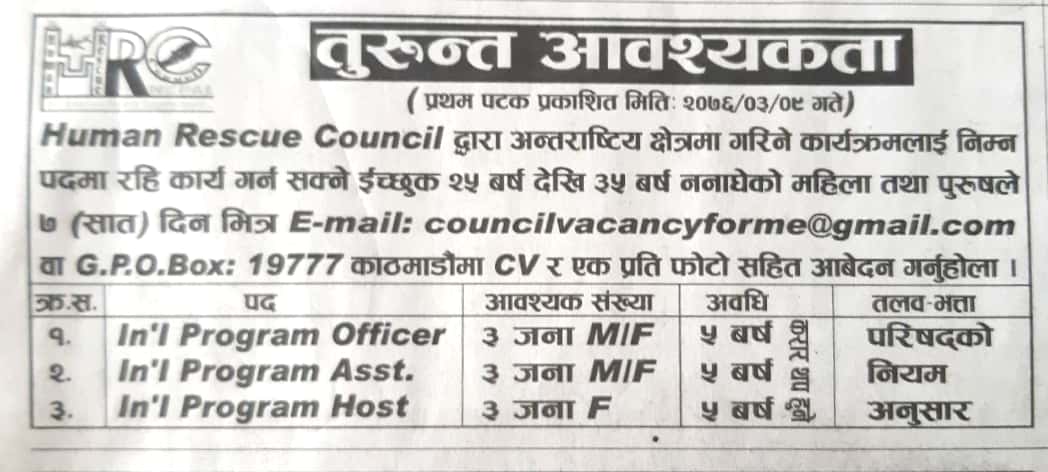 HRC
तुरुन्त आवश्यकता
( प्रथम पटक प्रकाशित मितिः २०७६/०३/०९ गते)
Human Rescue Council द्वारा अन्तराष्टिय क्षेत्रमा गरिने कार्यक्रमलाई निम्न
पदमा रहि कार्य गर्न सक्ने ईच्छुक २५ बर्ष देखि ३५ बर्ष ननाघेको महिला तथा पुरुषले
७ (सात) दिन भित्र E-mail: councilvacancyforme@gmail.com
वा G.P.O.Box: 19777 काठमाडौमा CV र एक प्रति फोटो सहित आबेदन गर्नुहोला ।
क्र.स. पद आवश्यक संख्या अवधि तलव-भत्ता
१. In'l Program Officer ३ जना M/F ५ बर्ष परिषदको
२. In'l Program Asst. ३ जना M/F ५ बर्ष नियम
३. In'l Program Host ३ जना F ५ बर्ष अनुसार
करार